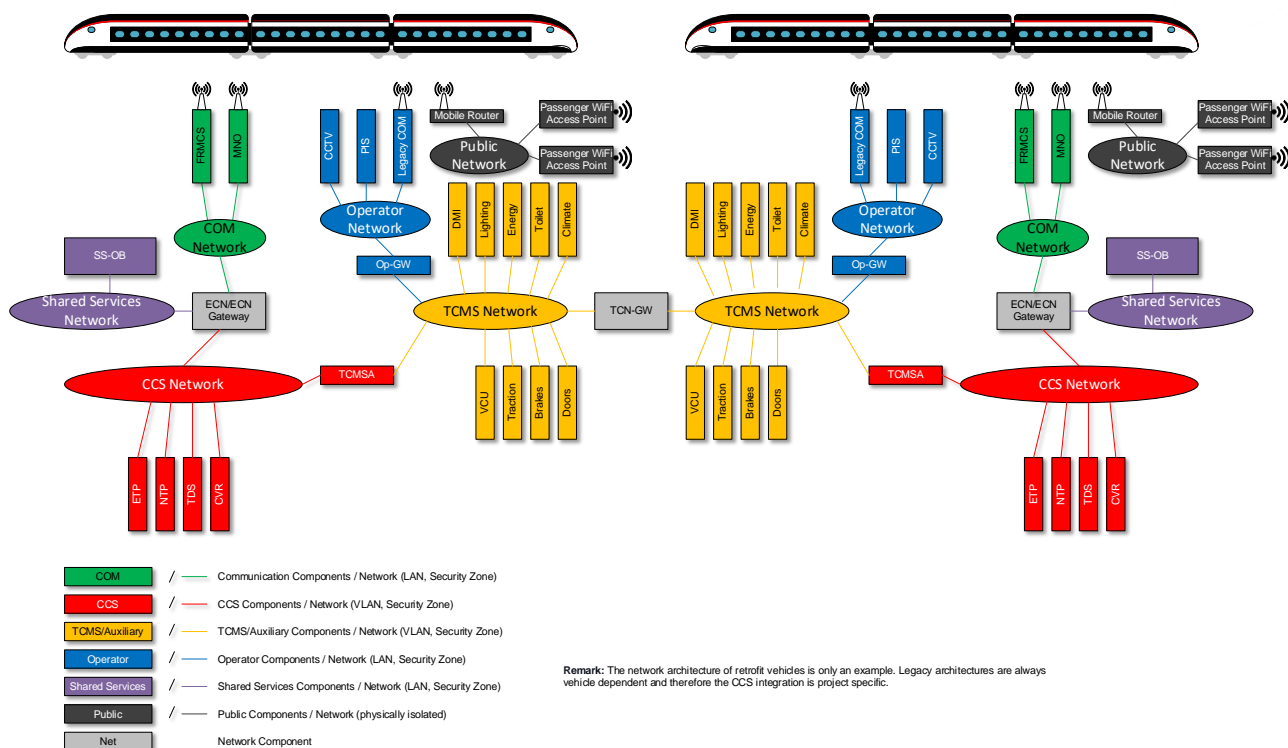 FRMCS
MNO
CCTV
PIS
Legacy COM
Mobile Router
Passenger WiFi
Access Point
Passenger WiFi
Access Point
Public
Network
COM
Network
Operator
Network
Op-GW
DMI
Lighting
Energy
Toilet
Climate
SS-OB
Shared Services
Network
ECN/ECN
Gateway
TCMS Network
TCN-GW
CCS Network
TCMSA
VCU
Traction
Brakes
Doors
ETP
NTP
TDS
CVR
DMI
Lighting
Energy
Toilet
Climate
Legacy COM
PIS
CCTV
Operator
Network
Op-GW
TCMS Network
VCU
Traction
Brakes
Doors
FRMCS
MNO
Mobile Router
Passenger WiFi
Access Point
Passenger WiFi
Access Point
Public
Network
COM
Network
SS-OB
ECN/ECN
Gateway
Shared Services
Network
TCMSA
CCS Network
ETP
NTP
TDS
CVR
COM / Communication Components / Network (LAN, Security Zone)
CCS / CCS Components / Network (VLAN, Security Zone)
TCMS/Auxiliary / TCMS/Auxiliary Components / Network (VLAN, Security Zone)
Operator / Operator Components / Network (LAN, Security Zone)
Shared Services / Shared Services Components / Network (LAN, Security Zone)
Public / Public Components / Network (physically isolated)
Net Network Component
Remark: The network architecture of retrofit vehicles is only an example. Legacy architectures are always
vehicle dependent and therefore the CCS integration is project specific.